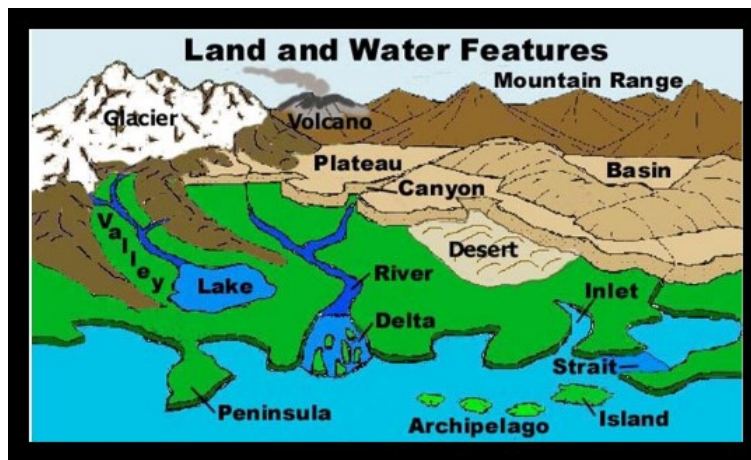 Land and Water Features
Mountain Range
Glacier
Volcano
Plateau
Basin
Canyon
Valley
Desert
Lake
River
Inlet
Delta
Strait
Peninsula
Archipelago
Island